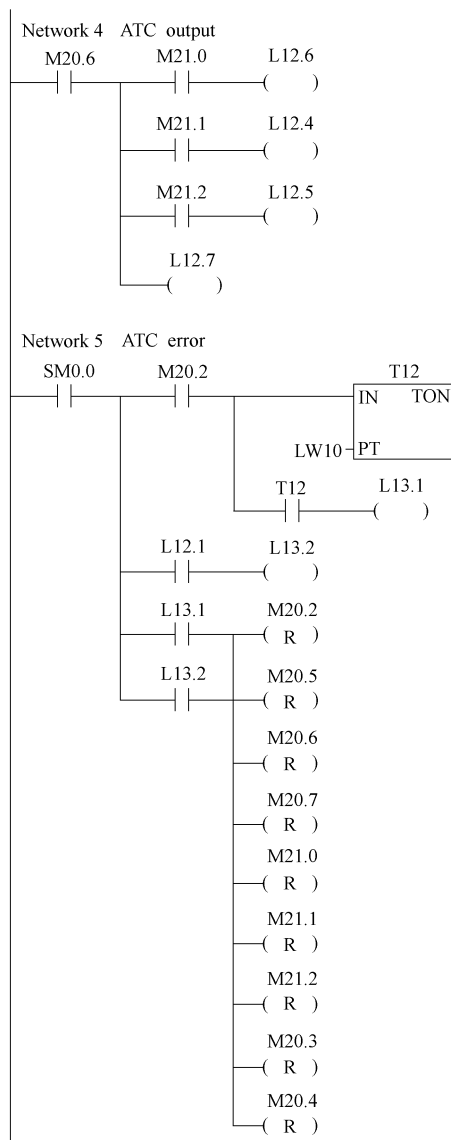 Network 4 ATC output
M20.6 M21.0 L12.6
M21.1 L12.4
M21.2 L12.5
L12.7
Network 5 ATC error
SM0.0 M20.2 T12
IN TON
LW10 PT
T12 L13.1
L12.1 L13.2
L13.1 M20.2
R
L13.2 M20.5
R
M20.6
R
M20.7
R
M21.0
R
M21.1
R
M21.2
R
M20.3
R
M20.4
R